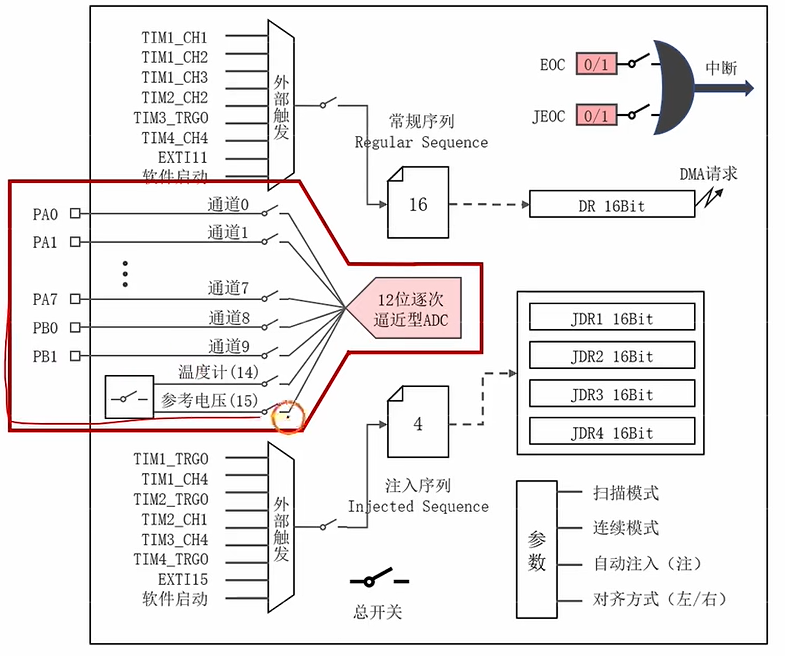 TIM1_CH1
TIM1_CH2
TIM1_CH3
TIM2_CH2
TIM3_TRGO
TIM4_CH4
EXTI11
软件启动
外部触发
常规序列
Regular Sequence
16
EOC 0/1
JEOC 0/1
中断
DMA请求
DR 16Bit
PA0 通道0
PA1 通道1
PA7 通道7
PB0 通道8
PB1 通道9
温度计(14)
参考电压(15)
12位逐次
逼近型ADC
JDR1 16Bit
JDR2 16Bit
JDR3 16Bit
JDR4 16Bit
4
注入序列
Injected Sequence
TIM1_TRGO
TIM1_CH4
TIM2_TRGO
TIM2_CH1
TIM3_CH4
TIM4_TRGO
EXTI15
软件启动
外部触发
总开关
参数
扫描模式
连续模式
自动注入（注）
对齐方式（左/右）